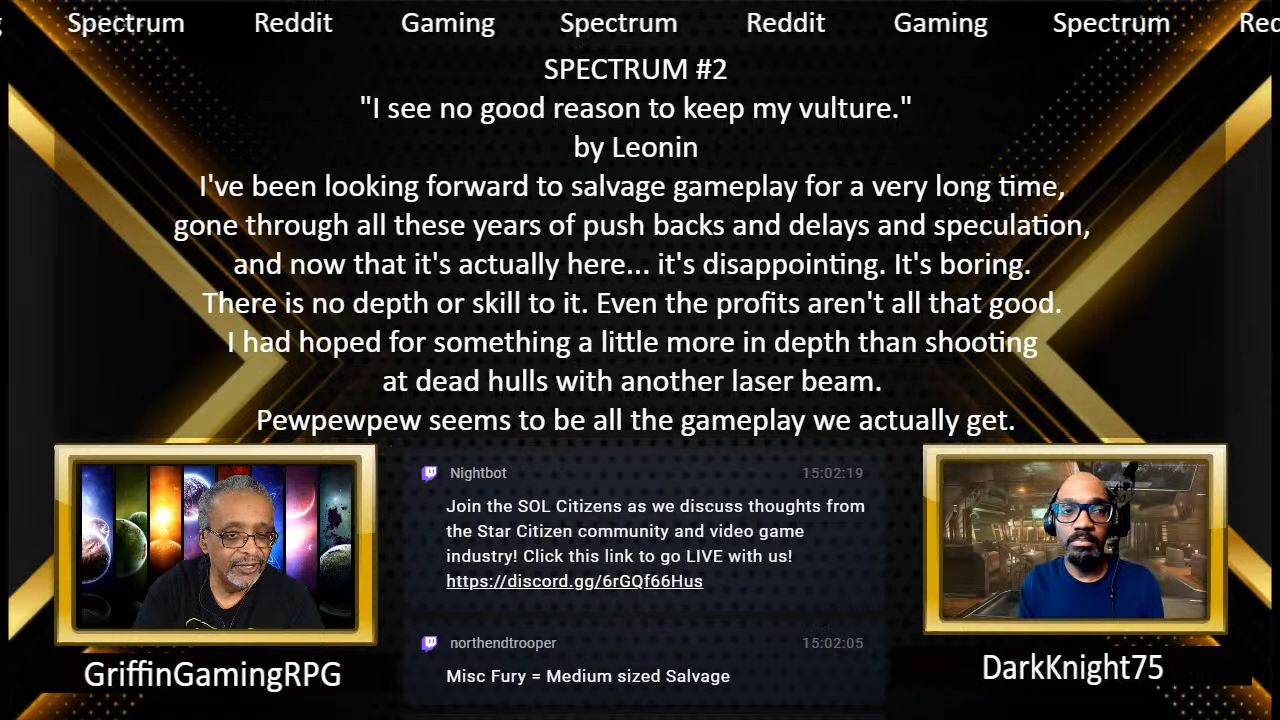 Spectrum Reddit Gaming Spectrum Reddit Gaming Spectrum
SPECTRUM #2
"I see no good reason to keep my vulture."
by Leonin
I've been looking forward to salvage gameplay for a very long time,
gone through all these years of push backs and delays and speculation,
and now that it's actually here... it's disappointing. It's boring.
There is no depth or skill to it. Even the profits aren't all that good.
I had hoped for something a little more in depth than shooting
at dead hulls with another laser beam.
Pewpewpew seems to be all the gameplay we actually get.
Nightbot 15:02:19
Join the SOL Citizens as we discuss thoughts from
the Star Citizen community and video game
industry! Click this link to go LIVE with us!
https://discord.gg/6rGQf66Hus
northendtrooper 15:02:05
Misc Fury = Medium sized Salvage
GriffinGamingRPG
DarkKnight75